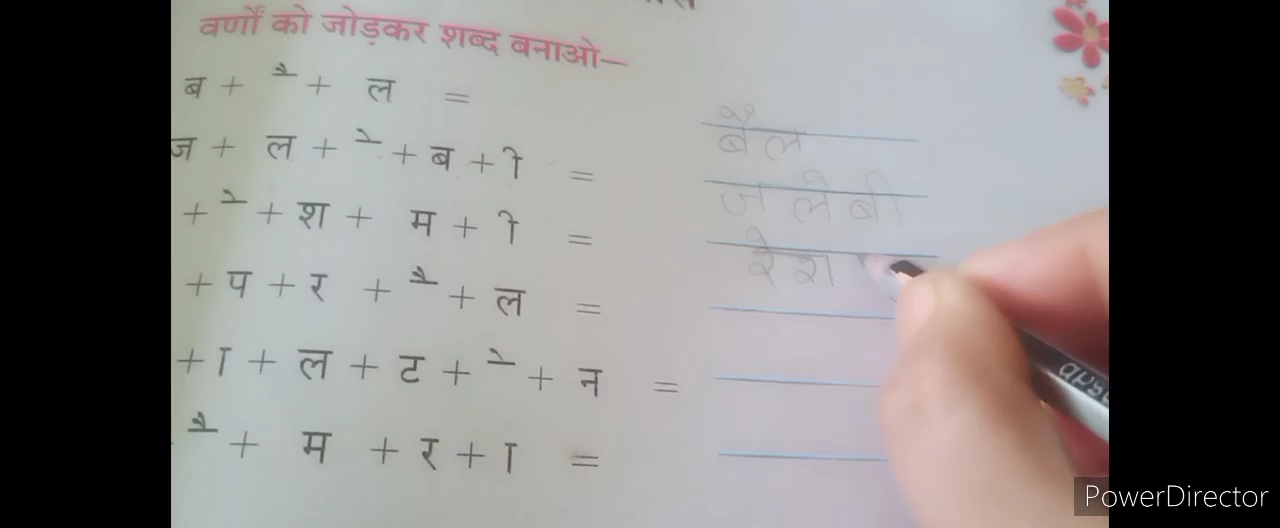 वर्णों को जोड़कर शब्द बनाओ—
ब + ै + ल = बैल
ज + ल + े + ब + ी = जलेबी
+ े + श + म + ी = रेश
+ प + र + ै + ल =
+ ा + ल + ट + े + न =
ै + म + र + ा =
PowerDirector